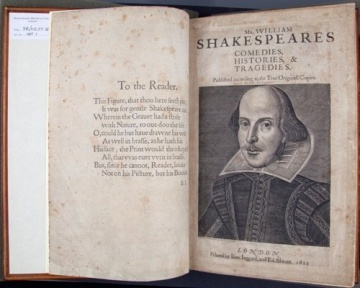 To the Reader.
This Figure, that thou here seest put,
It was for gentle Shakespeare cut;
Wherein the Grauer had a strife
with Nature, to out-doo the life:
O, could he but haue drawne his wit
As well in brasse, as he hath hit
His face, the Print would then surpasse
All, that vvas euer vvrit in brasse.
But, since he cannot, Reader, looke
Not on his Picture, but his Booke.
B.I.
Mr. WILLIAM
SHAKESPEARES
COMEDIES,
HISTORIES, &
TRAGEDIES.
Published according to the True Originall Copies.
LONDON
Printed by Isaac Iaggard, and Ed. Blount. 1623